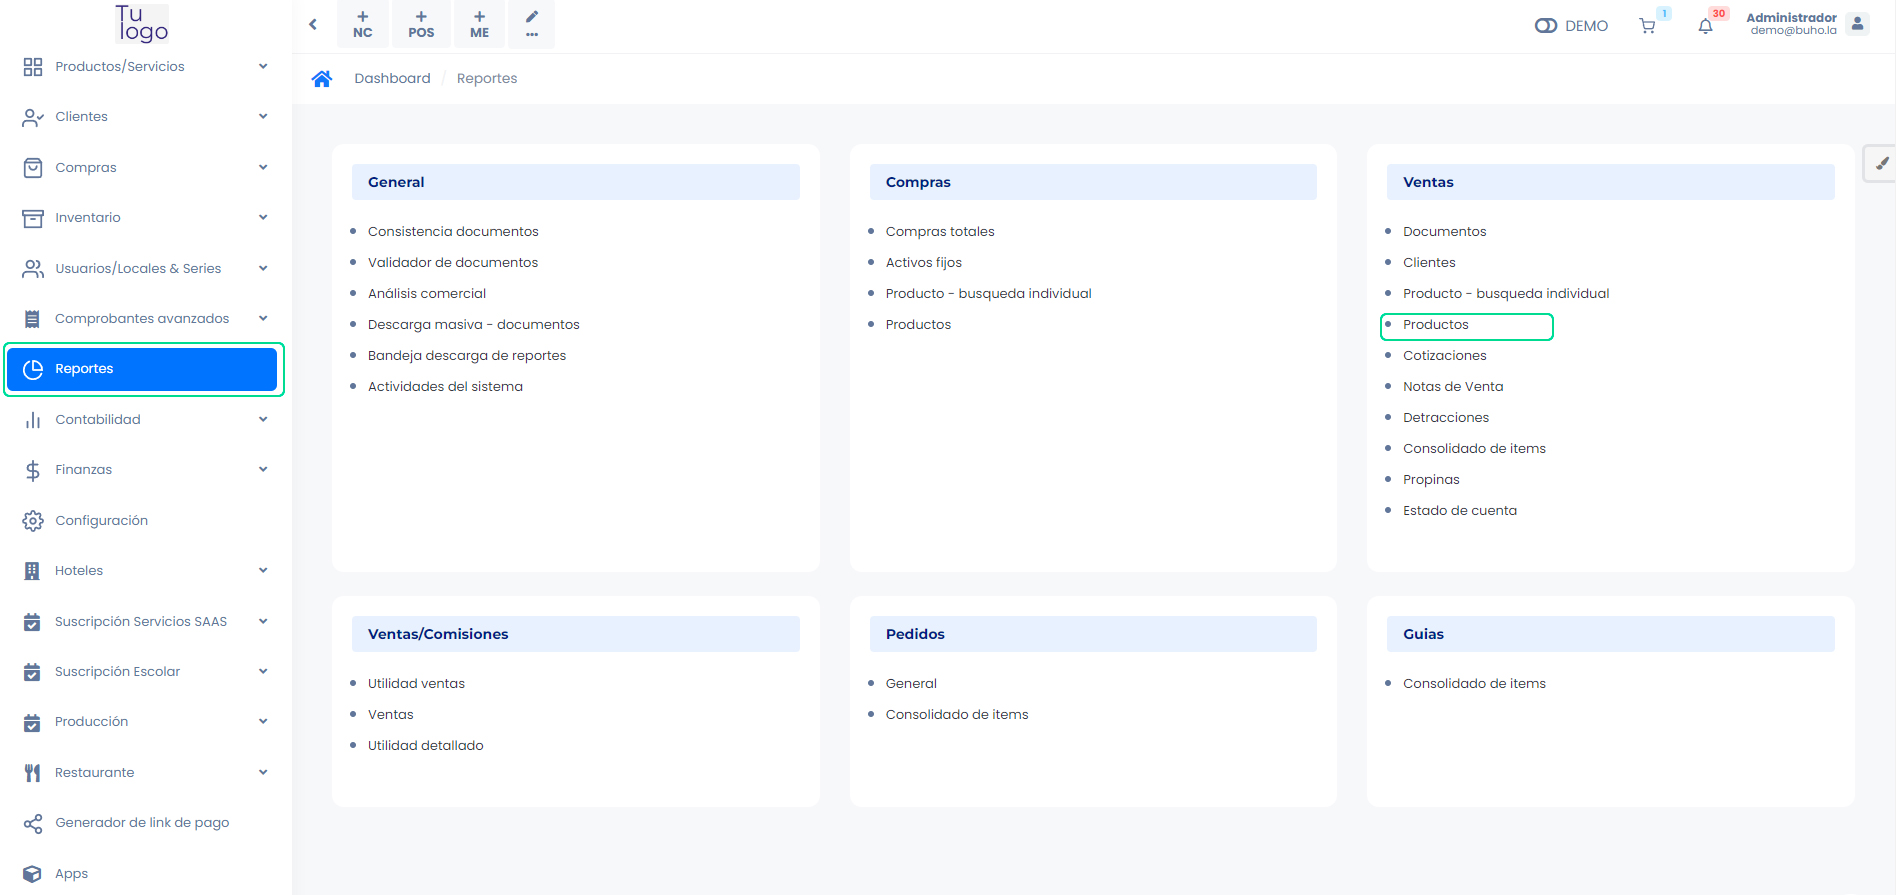 Tu
logo
Productos/Servicios
Clientes
Compras
Inventario
Usuarios/Locales & Series
Comprobantes avanzados
Reportes
Contabilidad
Finanzas
Configuración
Hoteles
Suscripción Servicios SAAS
Suscripción Escolar
Producción
Restaurante
Generador de link de pago
Apps
NC
POS
ME
...
DEMO
1
30
Administrador
demo@buho.la
Dashboard / Reportes
General
Consistencia documentos
Validador de documentos
Análisis comercial
Descarga masiva - documentos
Bandeja descarga de reportes
Actividades del sistema
Compras
Compras totales
Activos fijos
Producto - busqueda individual
Productos
Ventas
Documentos
Clientes
Producto - busqueda individual
Productos
Cotizaciones
Notas de Venta
Detracciones
Consolidado de items
Propinas
Estado de cuenta
Ventas/Comisiones
Utilidad ventas
Ventas
Utilidad detallado
Pedidos
General
Consolidado de items
Guias
Consolidado de items